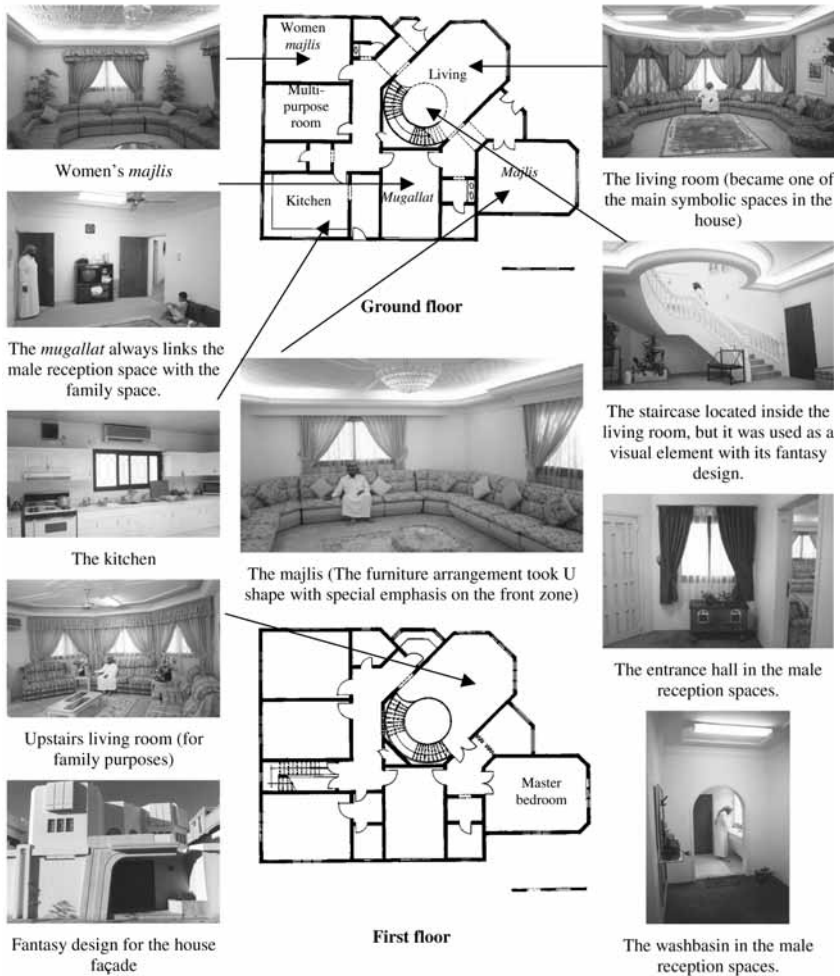 Women
majlis
Living
Multi-
purpose
room
Majlis
Kitchen
Mugallat
Ground floor
Women's majlis
The mugallat always links the
male reception space with the
family space.
The kitchen
Upstairs living room (for
family purposes)
Fantasy design for the house
façade
The majlis (The furniture arrangement took U
shape with special emphasis on the front zone)
Master
bedroom
First floor
The living room (became one of
the main symbolic spaces in the
house)
The staircase located inside the
living room, but it was used as a
visual element with its fantasy
design.
The entrance hall in the male
reception spaces.
The washbasin in the male
reception spaces.